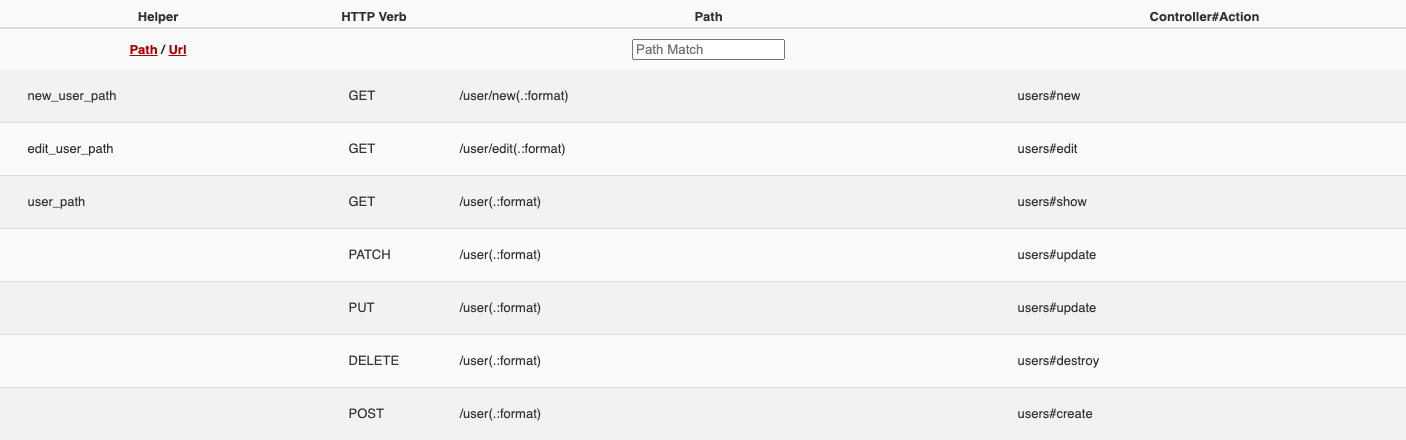 Helper HTTP Verb Path Controller#Action
Path / Url Path Match
new_user_path GET /user/new(.:format) users#new
edit_user_path GET /user/edit(.:format) users#edit
user_path GET /user(.:format) users#show
PATCH /user(.:format) users#update
PUT /user(.:format) users#update
DELETE /user(.:format) users#destroy
POST /user(.:format) users#create